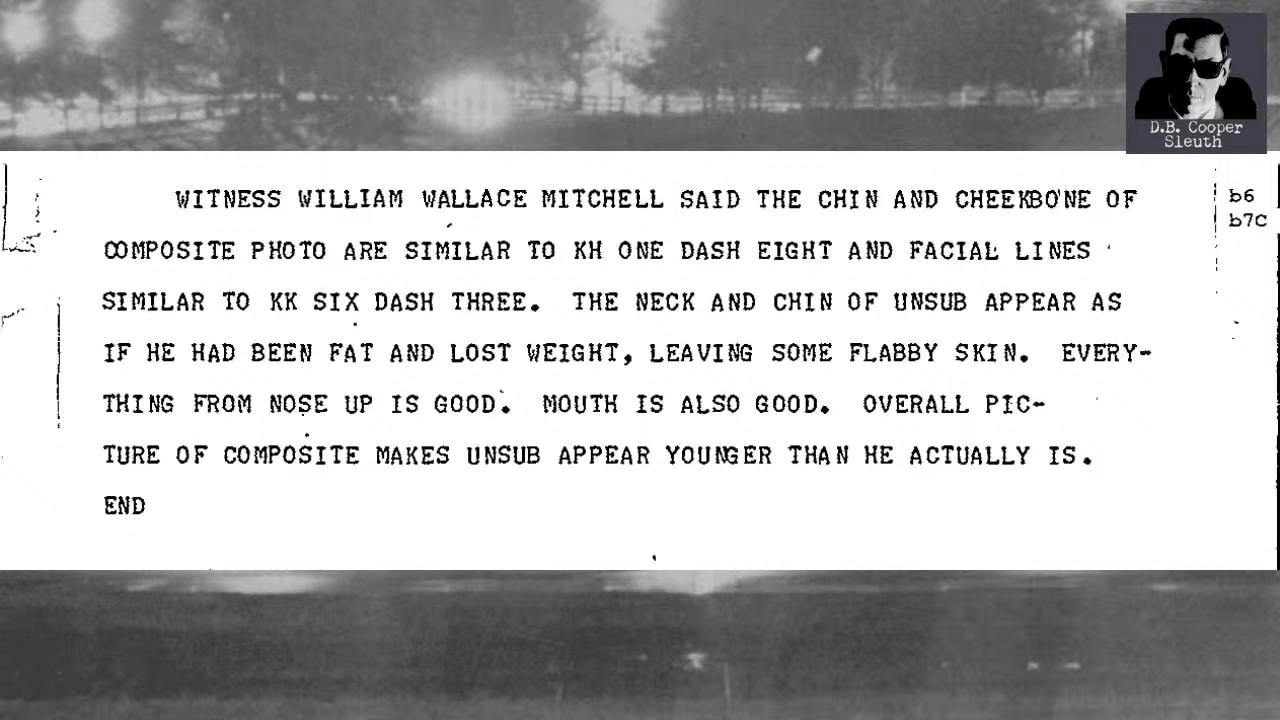 D.B. Cooper
Sleuth
WITNESS WILLIAM WALLACE MITCHELL SAID THE CHIN AND CHEEKBONE OF
COMPOSITE PHOTO ARE SIMILAR TO KH ONE DASH EIGHT AND FACIAL LINES
SIMILAR TO KK SIX DASH THREE. THE NECK AND CHIN OF UNSUB APPEAR AS
IF HE HAD BEEN FAT AND LOST WEIGHT, LEAVING SOME FLABBY SKIN. EVERY-
THING FROM NOSE UP IS GOOD. MOUTH IS ALSO GOOD. OVERALL PIC-
TURE OF COMPOSITE MAKES UNSUB APPEAR YOUNGER THAN HE ACTUALLY IS.
END
b6
b7C